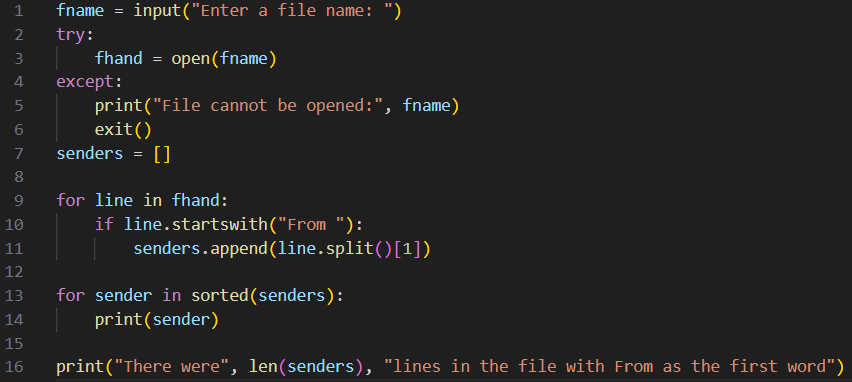 1 fname = input("Enter a file name: ")
2 try:
3     fhand = open(fname)
4 except:
5     print("File cannot be opened:", fname)
6     exit()
7 senders = []
8
9 for line in fhand:
10     if line.startswith("From "):
11         senders.append(line.split()[1])
12
13 for sender in sorted(senders):
14     print(sender)
15
16 print("There were", len(senders), "lines in the file with From as the first word")